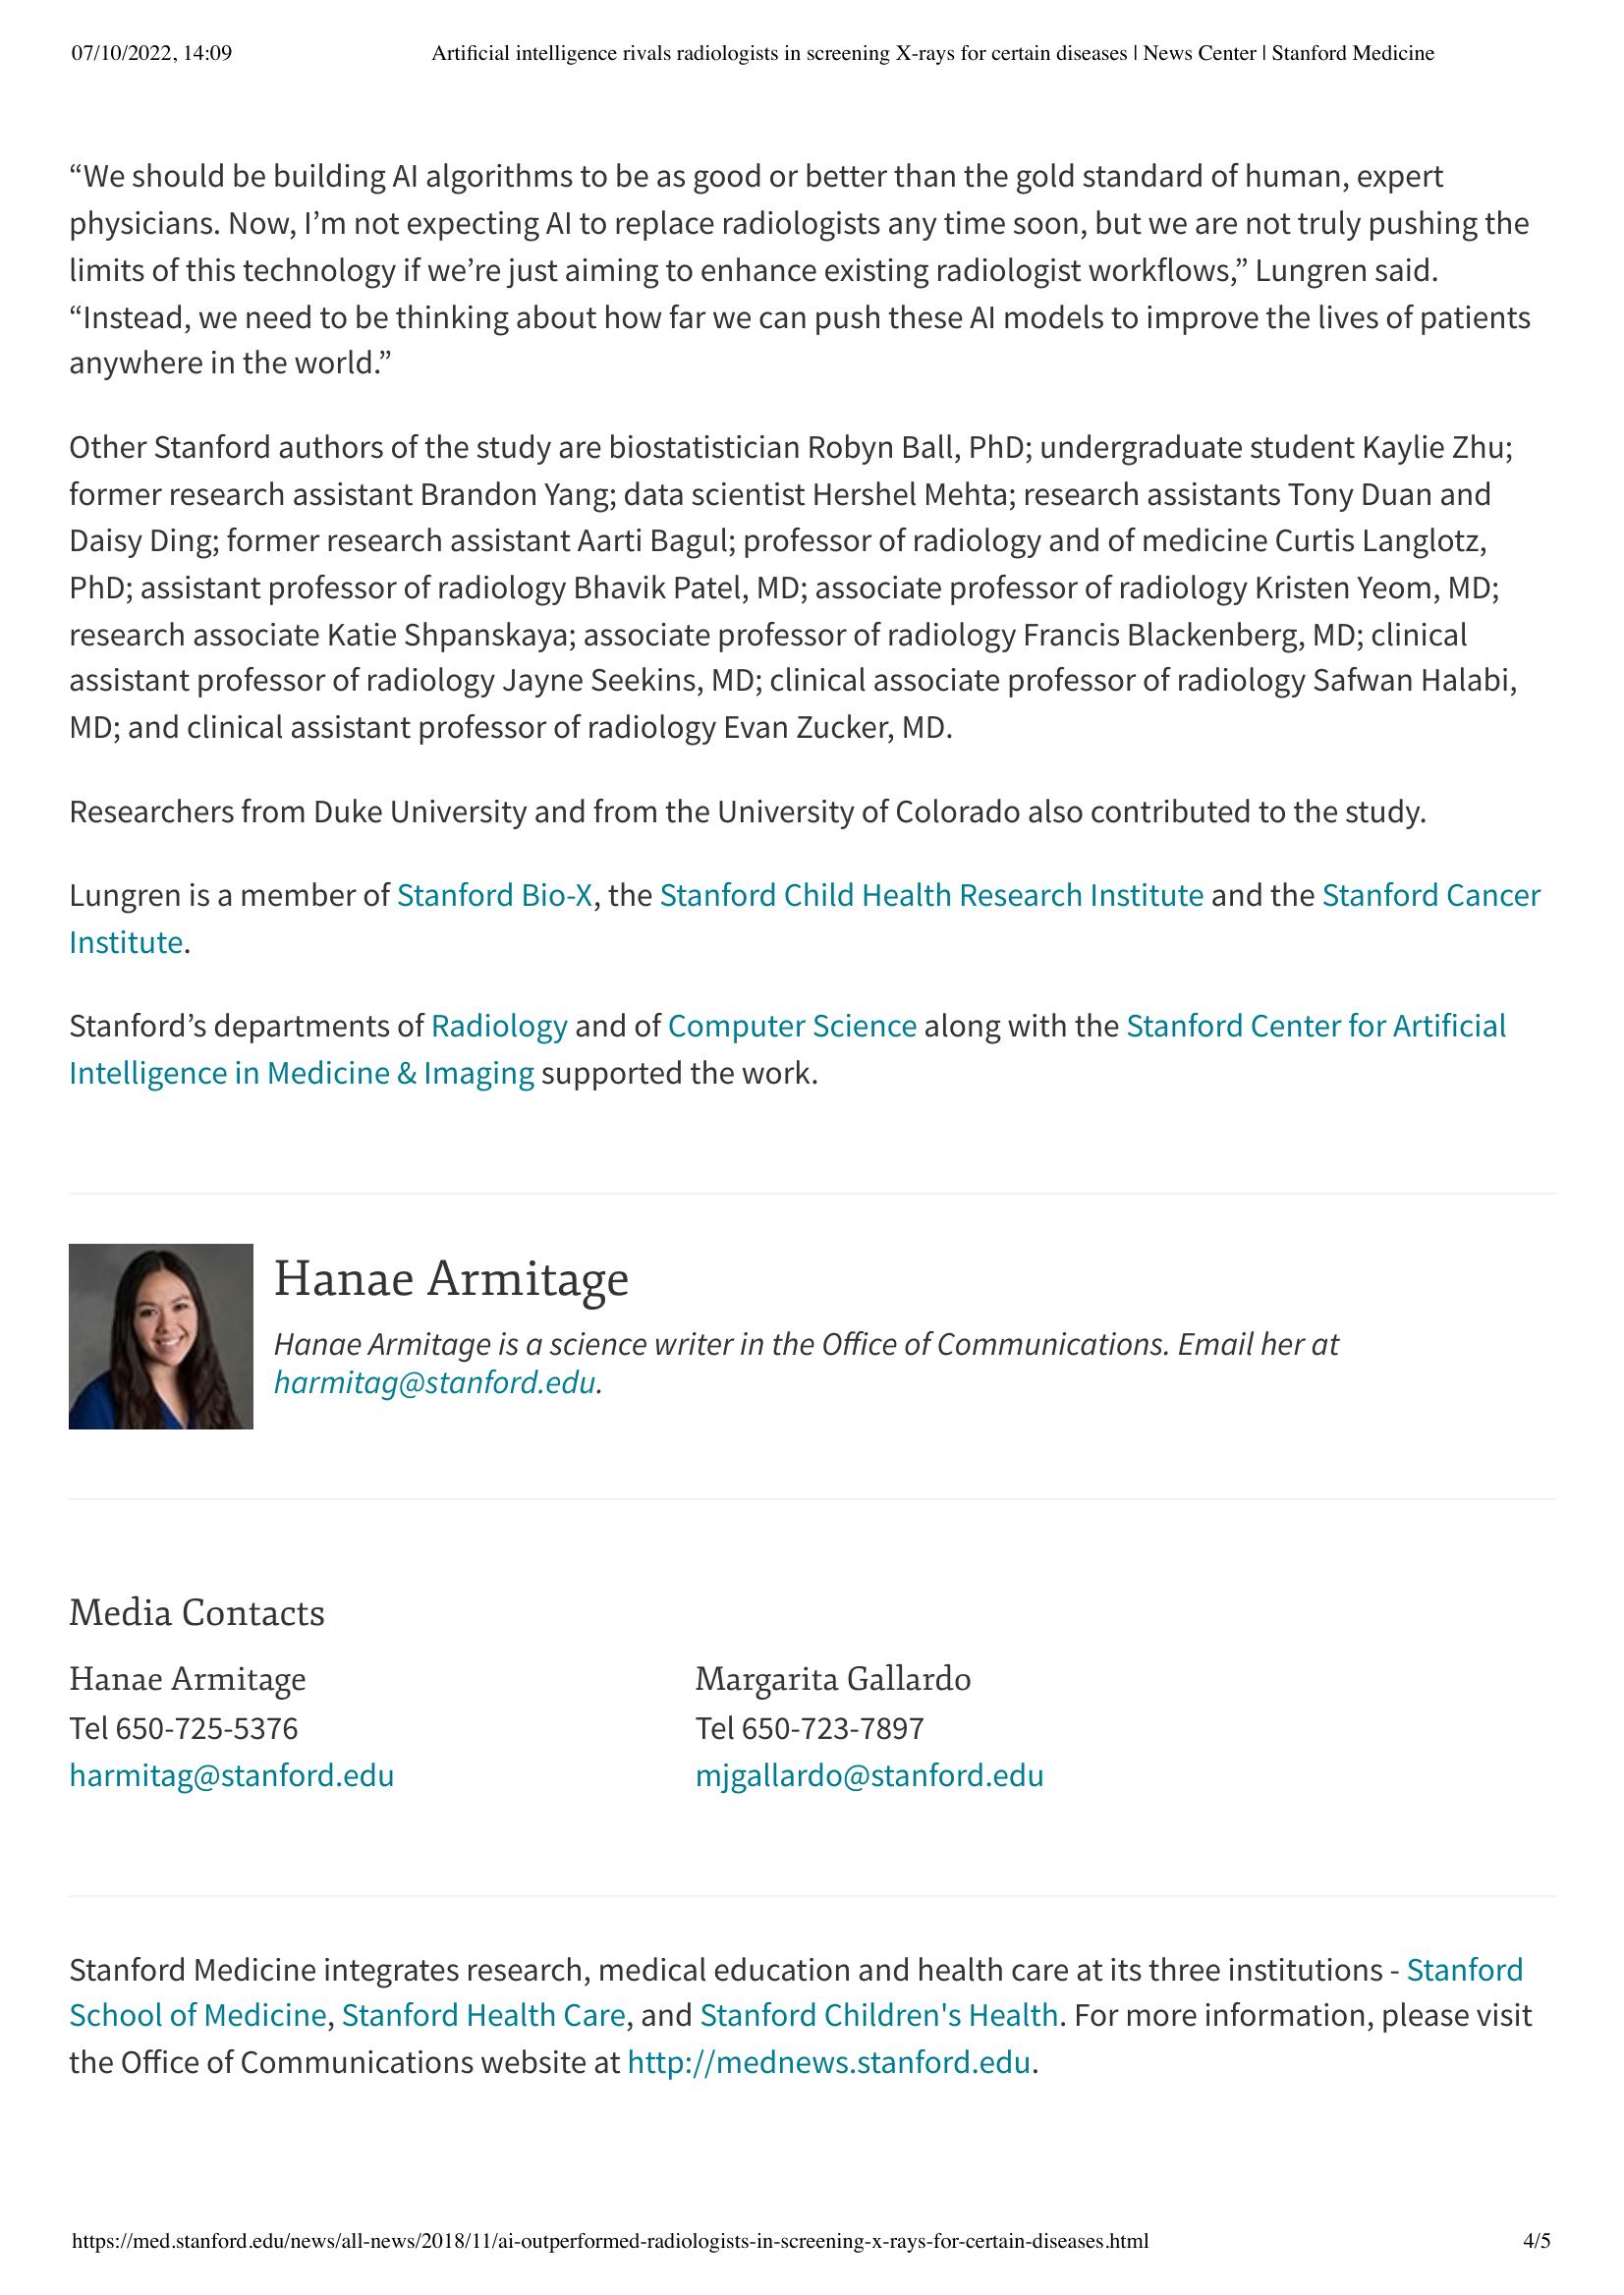 07/10/2022, 14:09
Artificial intelligence rivals radiologists in screening X-rays for certain diseases | News Center | Stanford Medicine
“We should be building AI algorithms to be as good or better than the gold standard of human, expert
physicians. Now, I’m not expecting AI to replace radiologists any time soon, but we are not truly pushing the
limits of this technology if we’re just aiming to enhance existing radiologist workflows,” Lungren said.
“Instead, we need to be thinking about how far we can push these AI models to improve the lives of patients
anywhere in the world.”
Other Stanford authors of the study are biostatistician Robyn Ball, PhD; undergraduate student Kaylie Zhu;
former research assistant Brandon Yang; data scientist Hershel Mehta; research assistants Tony Duan and
Daisy Ding; former research assistant Aarti Bagul; professor of radiology and of medicine Curtis Langlotz,
PhD; assistant professor of radiology Bhavik Patel, MD; associate professor of radiology Kristen Yeom, MD;
research associate Katie Shpanskaya; associate professor of radiology Francis Blackenberg, MD; clinical
assistant professor of radiology Jayne Seekins, MD; clinical associate professor of radiology Safwan Halabi,
MD; and clinical assistant professor of radiology Evan Zucker, MD.
Researchers from Duke University and from the University of Colorado also contributed to the study.
Lungren is a member of Stanford Bio-X, the Stanford Child Health Research Institute and the Stanford Cancer
Institute.
Stanford’s departments of Radiology and of Computer Science along with the Stanford Center for Artificial
Intelligence in Medicine & Imaging supported the work.
Hanae Armitage
Hanae Armitage is a science writer in the Office of Communications. Email her at
harmitag@stanford.edu.
Media Contacts
Hanae Armitage
Tel 650-725-5376
harmitag@stanford.edu
Margarita Gallardo
Tel 650-723-7897
mjgallardo@stanford.edu
Stanford Medicine integrates research, medical education and health care at its three institutions - Stanford
School of Medicine, Stanford Health Care, and Stanford Children's Health. For more information, please visit
the Office of Communications website at http://mednews.stanford.edu.
https://med.stanford.edu/news/all-news/2018/11/ai-outperformed-radiologists-in-screening-x-rays-for-certain-diseases.html
4/5